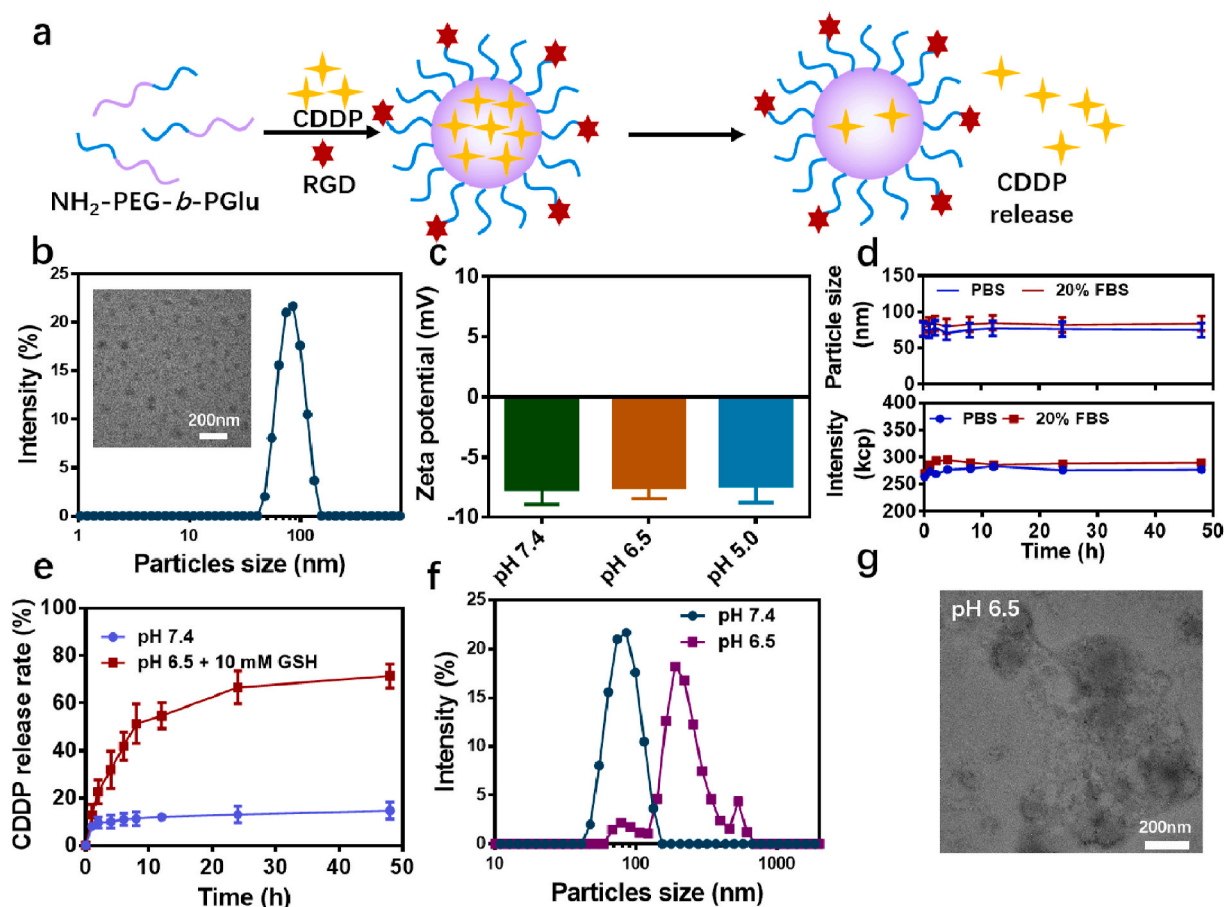 a
CDDP
RGD
NH₂-PEG-b-PGlu
CDDP
release
b
Intensity (%)
25
20
15
10
5
0
200nm
1
10
100
Particles size (nm)
c
Zeta potential (mV)
10
5
0
-5
-10
pH 7.4
pH 6.5
pH 5.0
d
Particle size
(nm)
150
100
50
0
PBS
20% FBS
Intensity
(kcp)
400
350
300
250
200
PBS
20% FBS
0
10
20
30
40
50
Time (h)
e
CDDP release rate (%)
100
80
60
40
20
0
pH 7.4
pH 6.5 + 10 mM GSH
0
10
20
30
40
50
Time (h)
f
Intensity (%)
25
20
15
10
5
0
pH 7.4
pH 6.5
10
100
1000
Particles size (nm)
g
pH 6.5
200nm